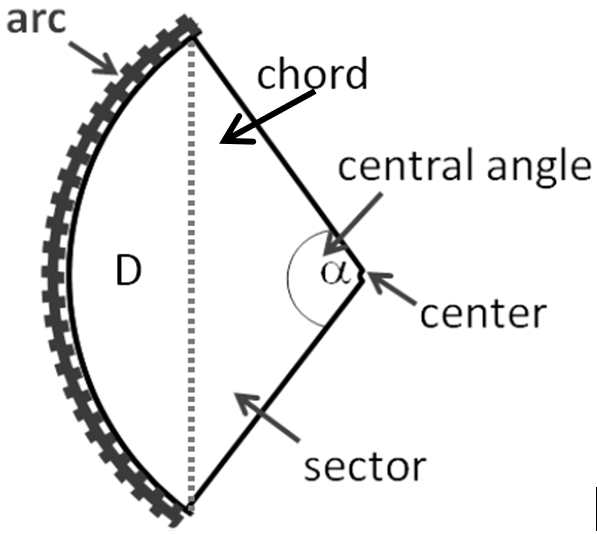 arc
chord
central angle
D
α
center
sector